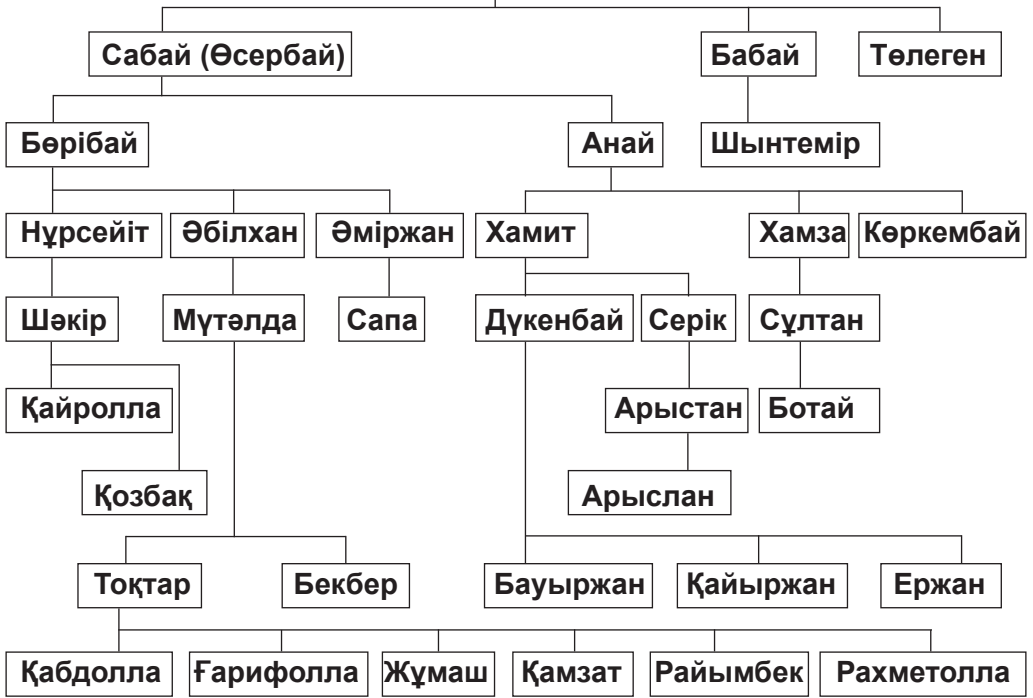 Сабай (Өсербай) Бабай Төлеген
Бөрібай Анай Шынтемір
Нұрсейіт Әбілхан Әміржан Хамит Хамза Көркембай
Шәкір Мүтәлда Сапа Дүкенбай Серік Сұлтан
Қайролла Арыстан Ботай
Қозбақ Арыслан
Тоқтар Бекбер Бауыржан Қайыржан Ержан
Қабдолла Ғарифолла Жұмаш Қамзат Райымбек Рахметолла